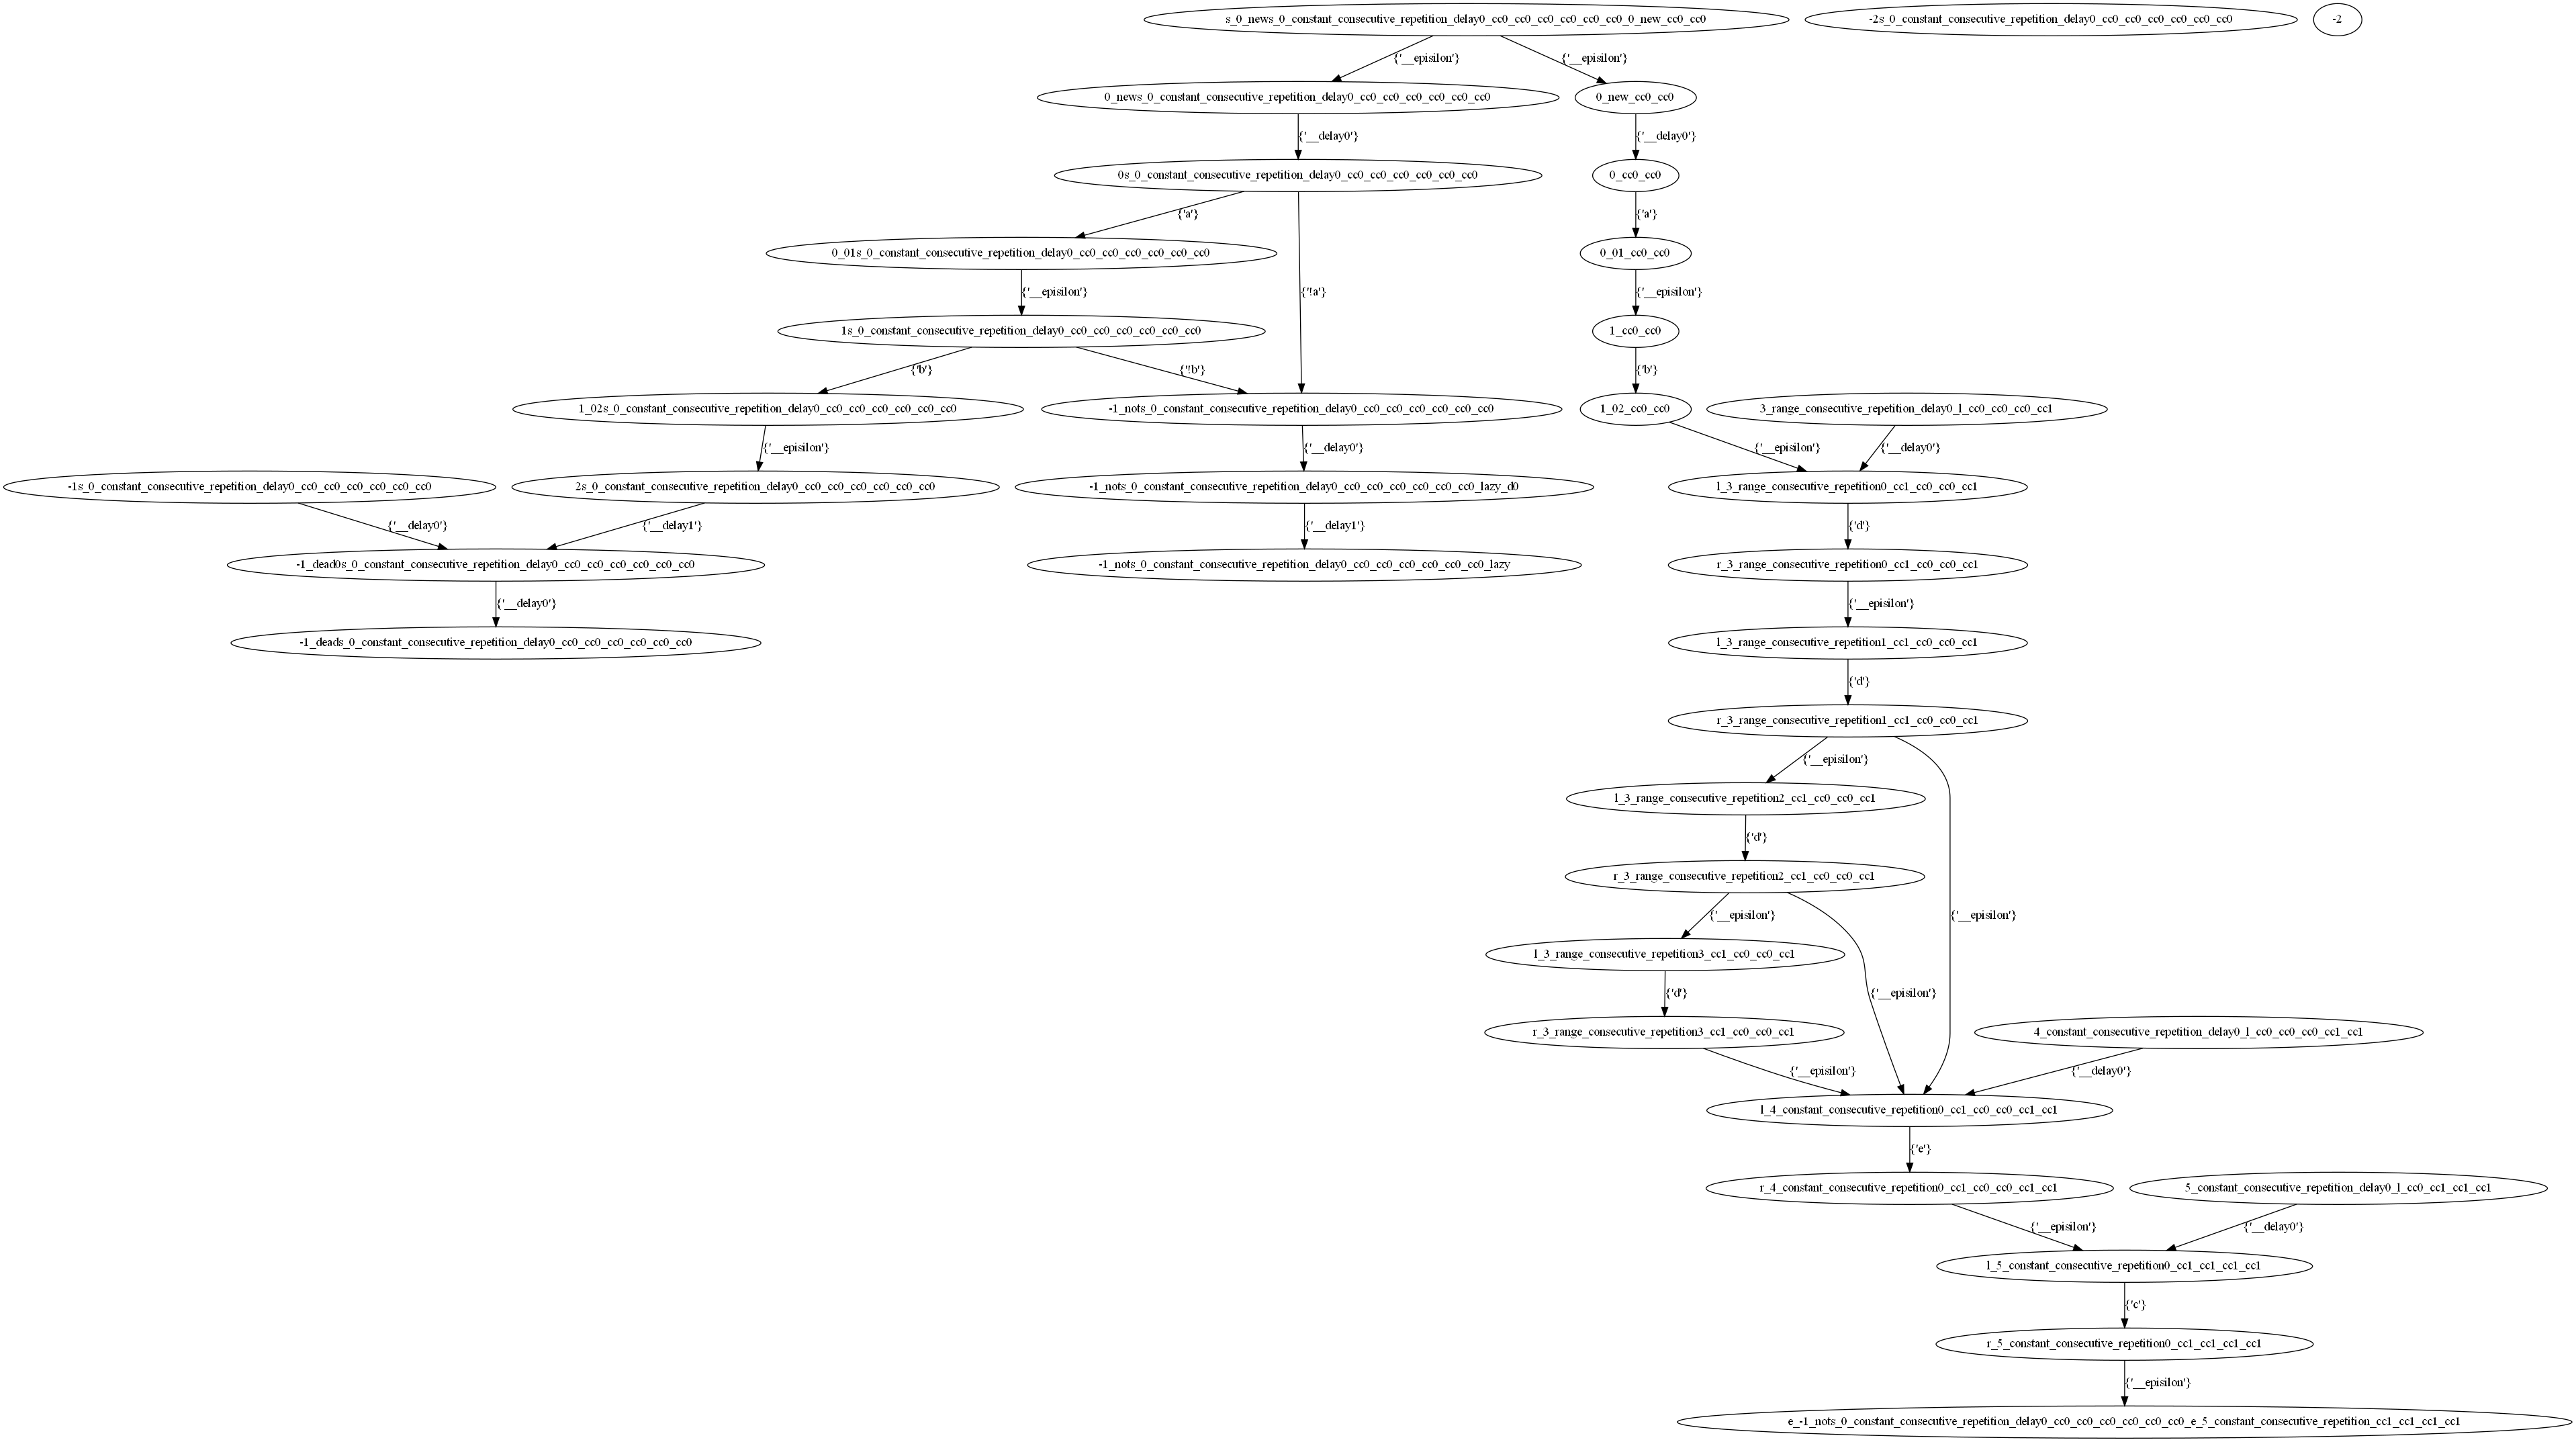 s_0_news_0_constant_consecutive_repetition_delay0_cc0_cc0_cc0_cc0_cc0_cc0_0_new_cc0_cc0
-2s_0_constant_consecutive_repetition_delay0_cc0_cc0_cc0_cc0_cc0_cc0
-2
{'__episilon'}
{'__episilon'}
0_news_0_constant_consecutive_repetition_delay0_cc0_cc0_cc0_cc0_cc0_cc0
0_new_cc0_cc0
{'__delay0'}
{'__delay0'}
0s_0_constant_consecutive_repetition_delay0_cc0_cc0_cc0_cc0_cc0_cc0
0_cc0_cc0
{'a'}
{'a'}
0_01s_0_constant_consecutive_repetition_delay0_cc0_cc0_cc0_cc0_cc0_cc0
0_01_cc0_cc0
{'__episilon'}
{'!a'}
{'__episilon'}
1s_0_constant_consecutive_repetition_delay0_cc0_cc0_cc0_cc0_cc0_cc0
1_cc0_cc0
{'b'}
{'!b'}
{'b'}
1_02s_0_constant_consecutive_repetition_delay0_cc0_cc0_cc0_cc0_cc0_cc0
-1_nots_0_constant_consecutive_repetition_delay0_cc0_cc0_cc0_cc0_cc0_cc0
1_02_cc0_cc0
3_range_consecutive_repetition_delay0_l_cc0_cc0_cc0_cc1
{'__episilon'}
{'__delay0'}
{'__episilon'}
{'__delay0'}
-1s_0_constant_consecutive_repetition_delay0_cc0_cc0_cc0_cc0_cc0_cc0
2s_0_constant_consecutive_repetition_delay0_cc0_cc0_cc0_cc0_cc0_cc0
-1_nots_0_constant_consecutive_repetition_delay0_cc0_cc0_cc0_cc0_cc0_cc0_lazy_d0
l_3_range_consecutive_repetition0_cc1_cc0_cc0_cc1
{'__delay0'}
{'__delay1'}
{'__delay1'}
{'d'}
-1_dead0s_0_constant_consecutive_repetition_delay0_cc0_cc0_cc0_cc0_cc0_cc0
-1_nots_0_constant_consecutive_repetition_delay0_cc0_cc0_cc0_cc0_cc0_cc0_lazy
r_3_range_consecutive_repetition0_cc1_cc0_cc0_cc1
{'__delay0'}
{'__episilon'}
-1_deads_0_constant_consecutive_repetition_delay0_cc0_cc0_cc0_cc0_cc0_cc0
l_3_range_consecutive_repetition1_cc1_cc0_cc0_cc1
{'d'}
r_3_range_consecutive_repetition1_cc1_cc0_cc0_cc1
{'__episilon'}
l_3_range_consecutive_repetition2_cc1_cc0_cc0_cc1
{'d'}
r_3_range_consecutive_repetition2_cc1_cc0_cc0_cc1
{'__episilon'}
{'__episilon'}
l_3_range_consecutive_repetition3_cc1_cc0_cc0_cc1
{'d'}
{'__episilon'}
r_3_range_consecutive_repetition3_cc1_cc0_cc0_cc1
4_constant_consecutive_repetition_delay0_l_cc0_cc0_cc0_cc1_cc1
{'__episilon'}
{'__delay0'}
l_4_constant_consecutive_repetition0_cc1_cc0_cc0_cc1_cc1
{'e'}
r_4_constant_consecutive_repetition0_cc1_cc0_cc0_cc1_cc1
5_constant_consecutive_repetition_delay0_l_cc0_cc1_cc1_cc1
{'__episilon'}
{'__delay0'}
l_5_constant_consecutive_repetition0_cc1_cc1_cc1_cc1
{'c'}
r_5_constant_consecutive_repetition0_cc1_cc1_cc1_cc1
{'__episilon'}
e_-1_nots_0_constant_consecutive_repetition_delay0_cc0_cc0_cc0_cc0_cc0_cc0_e_5_constant_consecutive_repetition_cc1_cc1_cc1_cc1